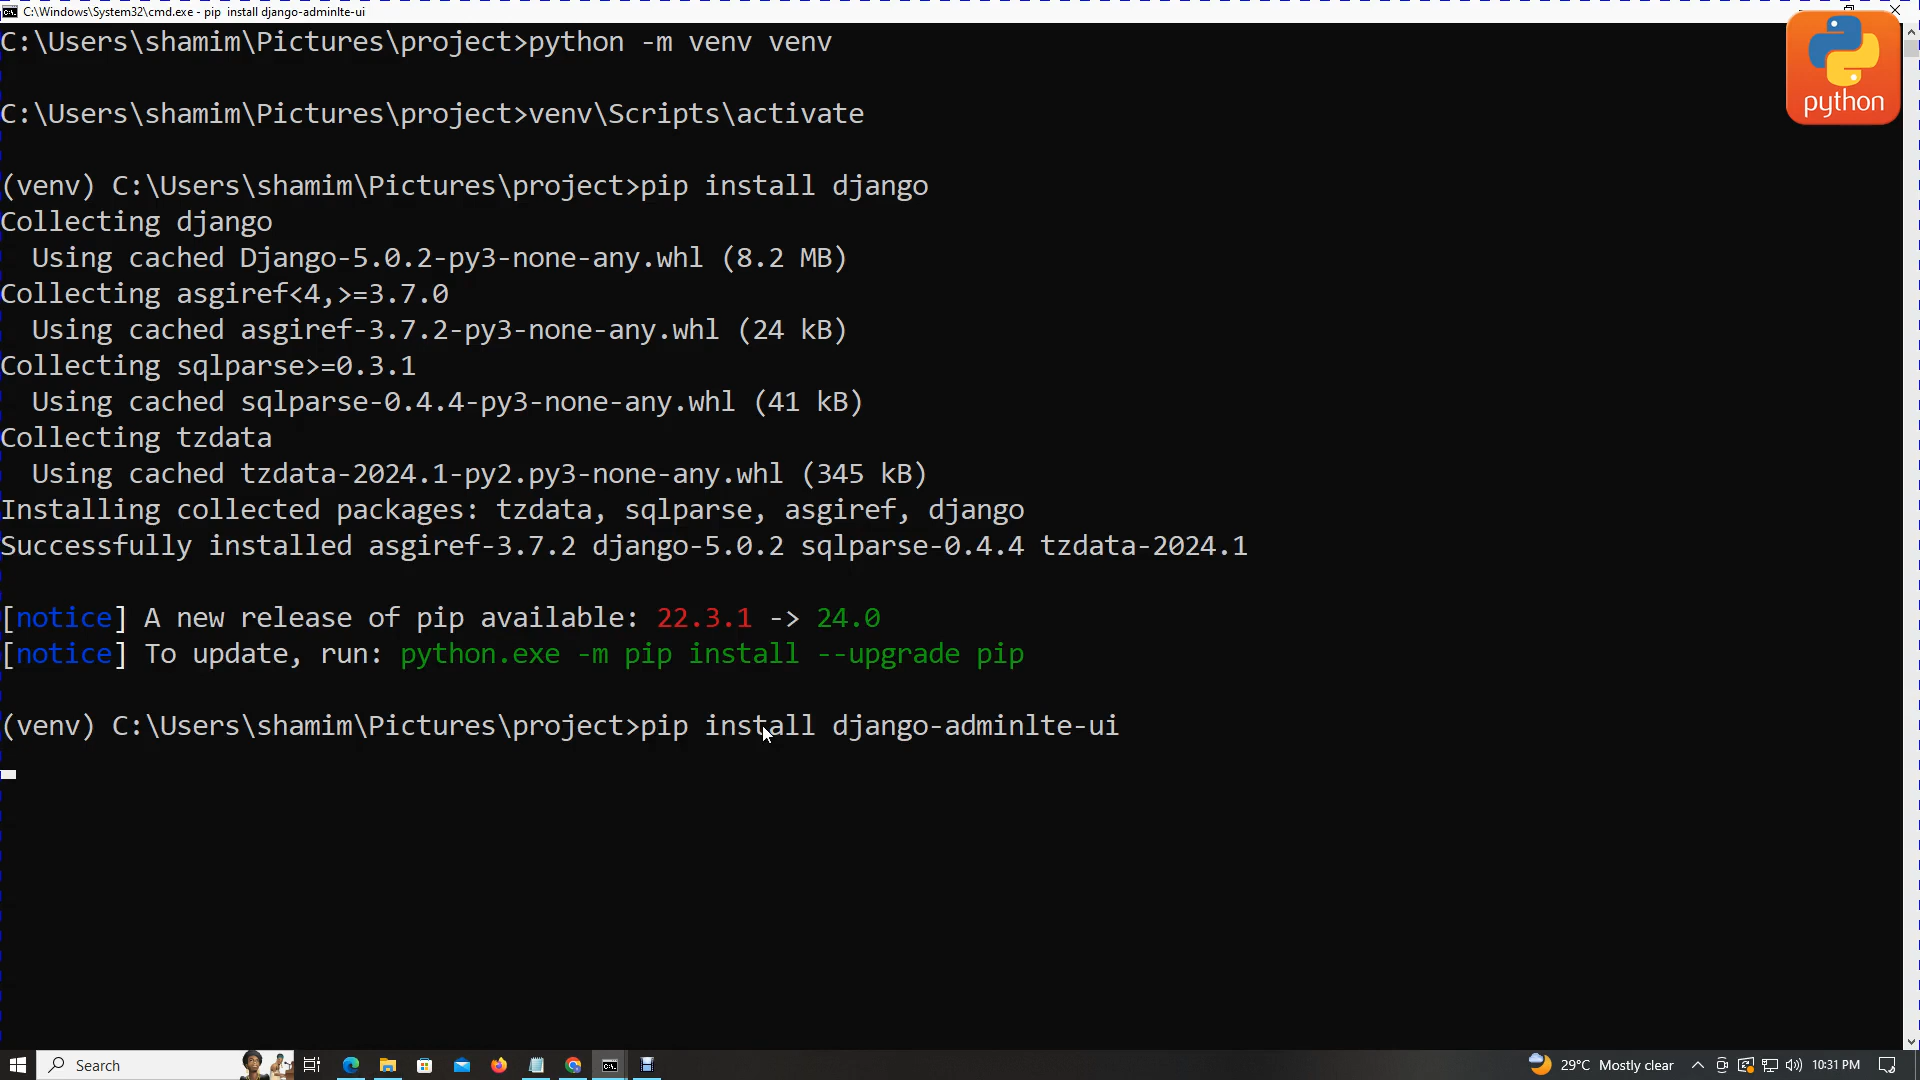 C:\Windows\System32\cmd.exe - pip  install django-adminlte-ui
C:\Users\shamim\Pictures\project>python -m venv venv
C:\Users\shamim\Pictures\project>venv\Scripts\activate
(venv) C:\Users\shamim\Pictures\project>pip install django
Collecting django
  Using cached Django-5.0.2-py3-none-any.whl (8.2 MB)
Collecting asgiref<4,>=3.7.0
  Using cached asgiref-3.7.2-py3-none-any.whl (24 kB)
Collecting sqlparse>=0.3.1
  Using cached sqlparse-0.4.4-py3-none-any.whl (41 kB)
Collecting tzdata
  Using cached tzdata-2024.1-py2.py3-none-any.whl (345 kB)
Installing collected packages: tzdata, sqlparse, asgiref, django
Successfully installed asgiref-3.7.2 django-5.0.2 sqlparse-0.4.4 tzdata-2024.1
[notice] A new release of pip available: 22.3.1 -> 24.0
[notice] To update, run: python.exe -m pip install --upgrade pip
(venv) C:\Users\shamim\Pictures\project>pip install django-adminlte-ui
python
Search
29°C Mostly clear
10:31 PM